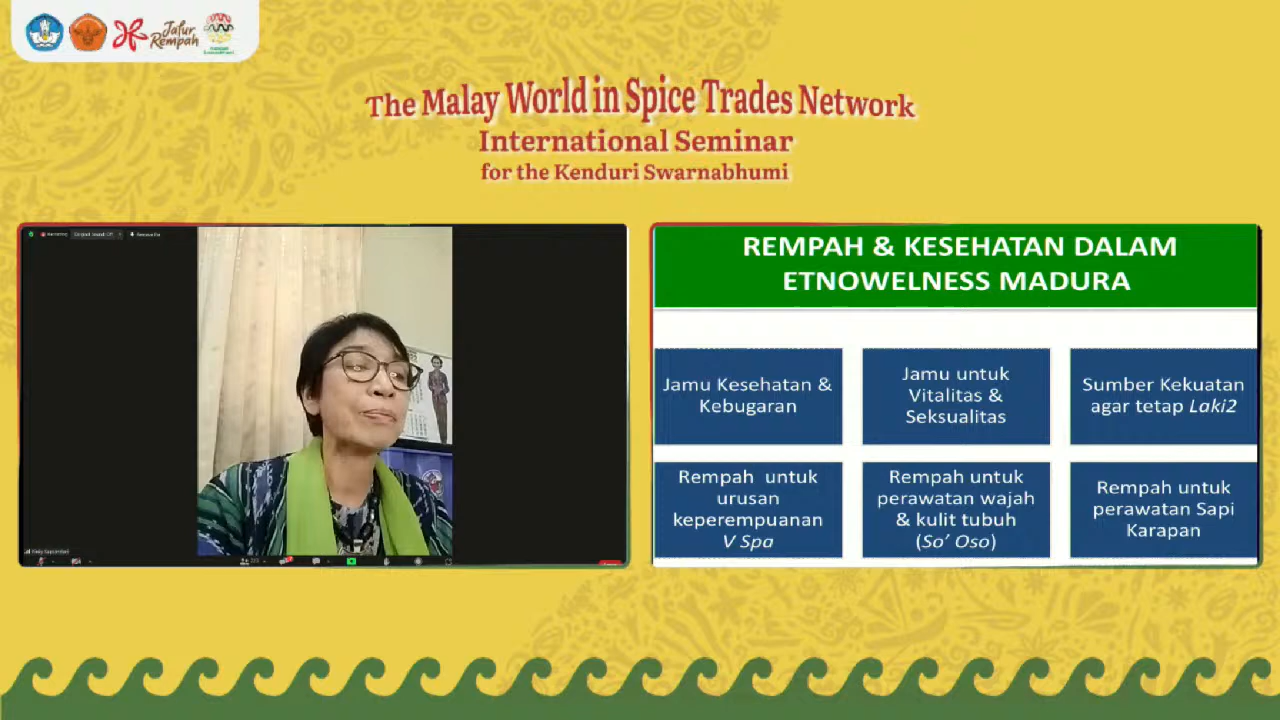 Jalur
Rempah
The Malay World in Spice Trades Network
International Seminar
for the Kenduri Swarnabhumi
REMPAH & KESEHATAN DALAM
ETNOWELNESS MADURA
Jamu Kesehatan &
Kebugaran
Jamu untuk
Vitalitas &
Seksualitas
Sumber Kekuatan
agar tetap Laki2
Rempah untuk
urusan
keperempuanan
V Spa
Rempah untuk
perawatan wajah
& kulit tubuh
(So’ Oso)
Rempah untuk
perawatan Sapi
Karapan